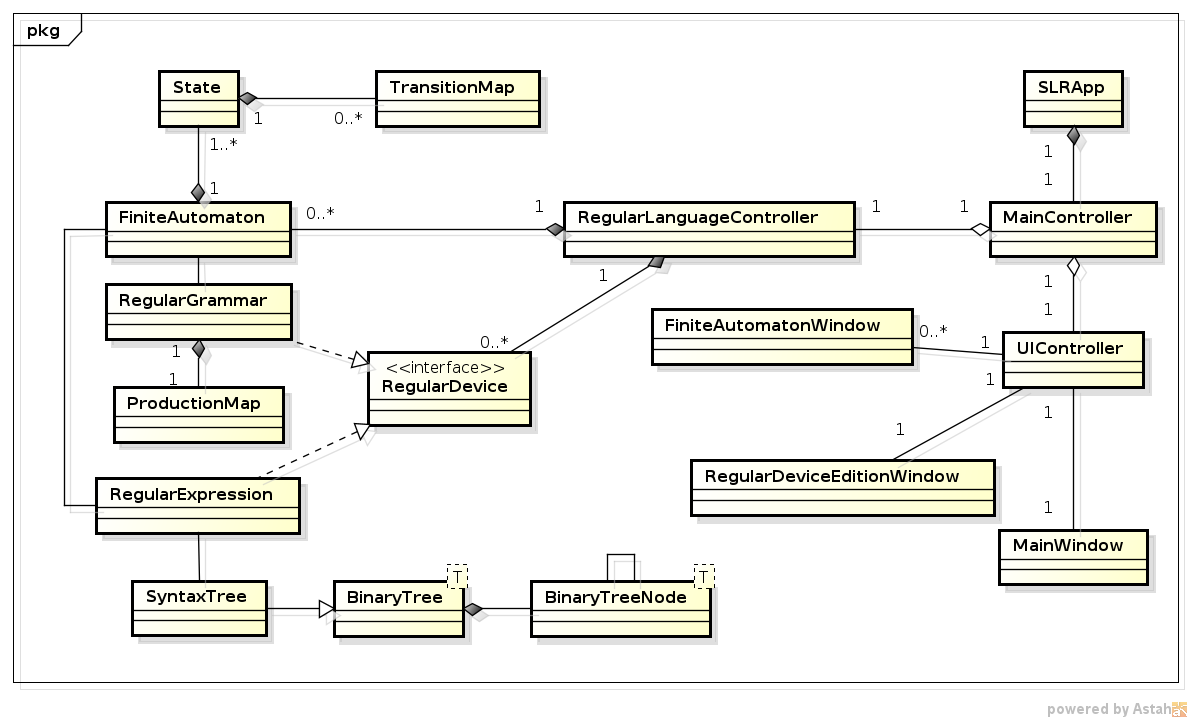 pkg
State
TransitionMap
SLRApp
1
0..*
1..*
1
1
1
FiniteAutomaton
0..*
1
RegularLanguageController
1
1
MainController
1
0..*
1
1
RegularGrammar
1
1
ProductionMap
<<interface>>
RegularDevice
FiniteAutomatonWindow
0..*
1
UIController
1
1
1
1
RegularDeviceEditionWindow
RegularExpression
MainWindow
SyntaxTree
BinaryTree
T
BinaryTreeNode
T
powered by Astah